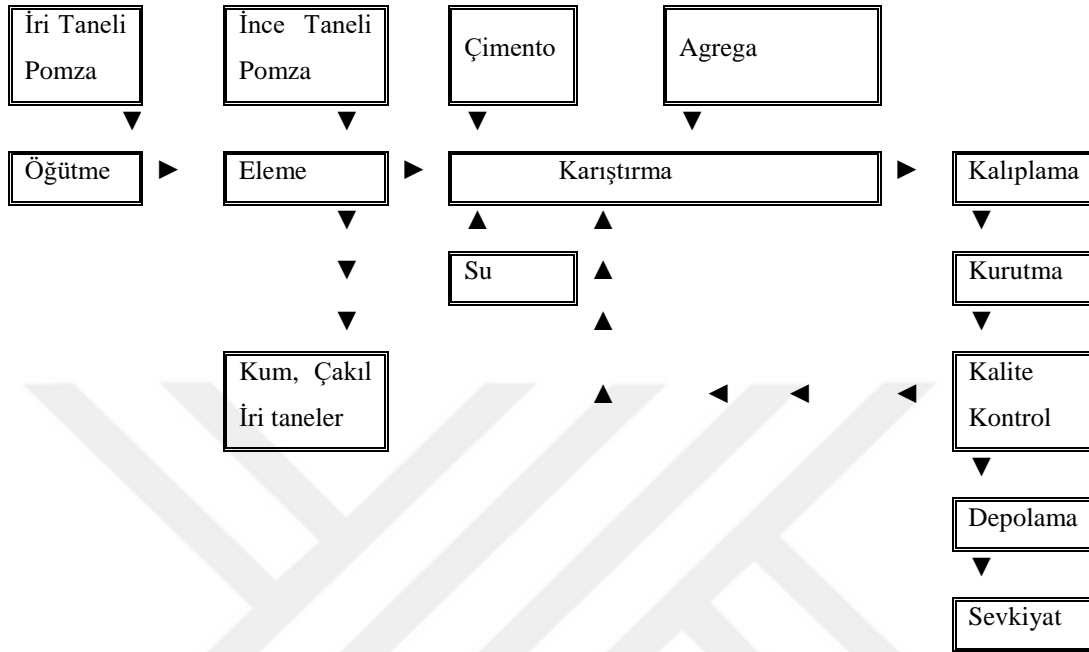 İri Taneli
Pomza
İnce Taneli
Pomza
Çimento
Agrega
Öğütme
Eleme
Karıştırma
Kalıplama
Su
Kurutma
Kum, Çakıl
İri taneler
Kalite
Kontrol
Depolama
Sevkiyat